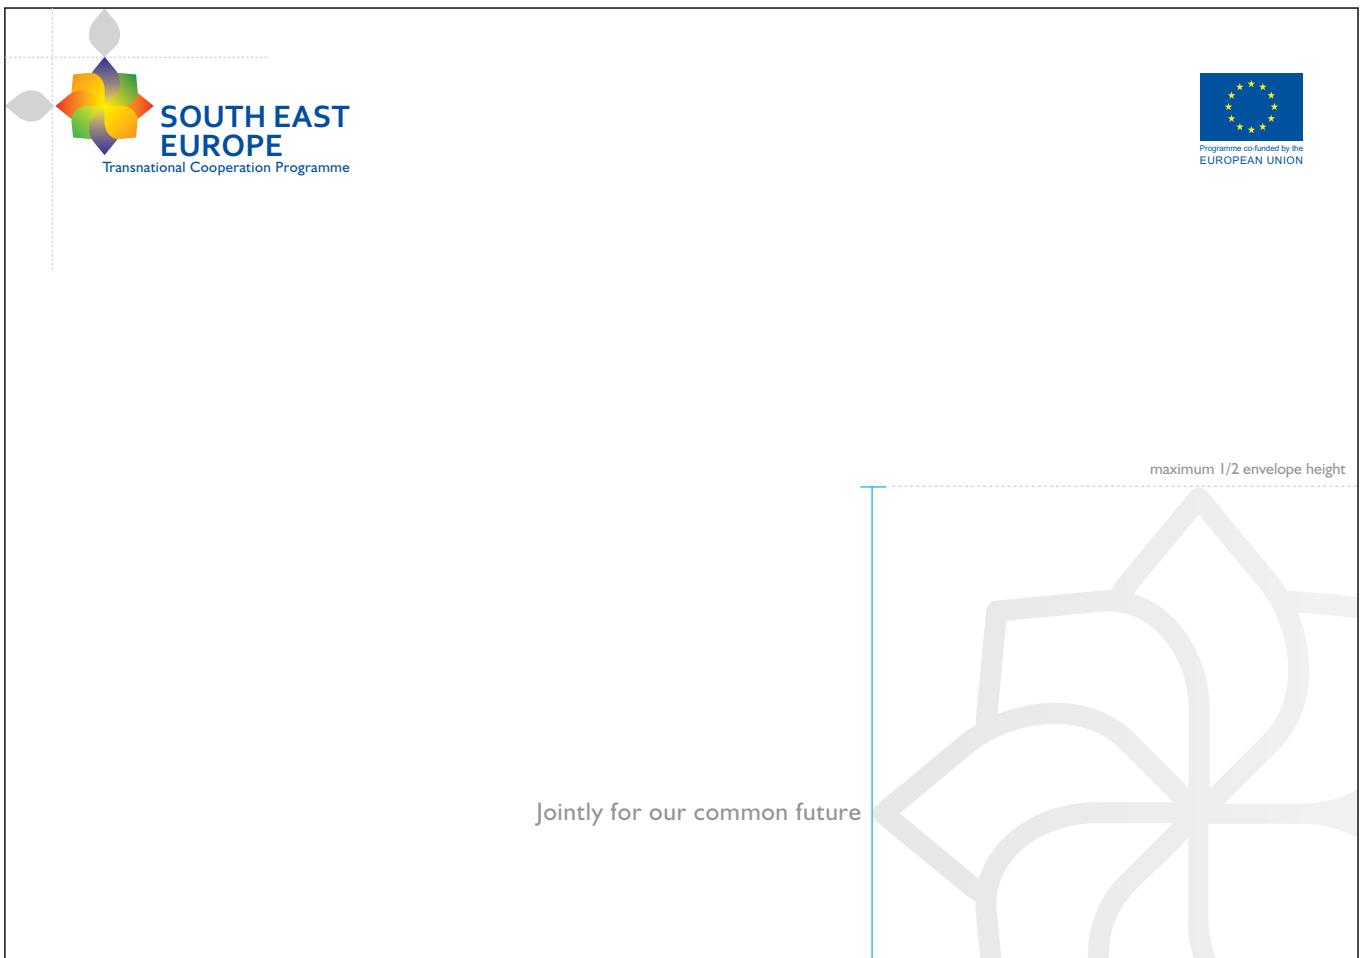 SOUTH EAST
EUROPE
Transnational Cooperation Programme
Programme co-funded by the
EUROPEAN UNION
maximum 1/2 envelope height
Jointly for our common future